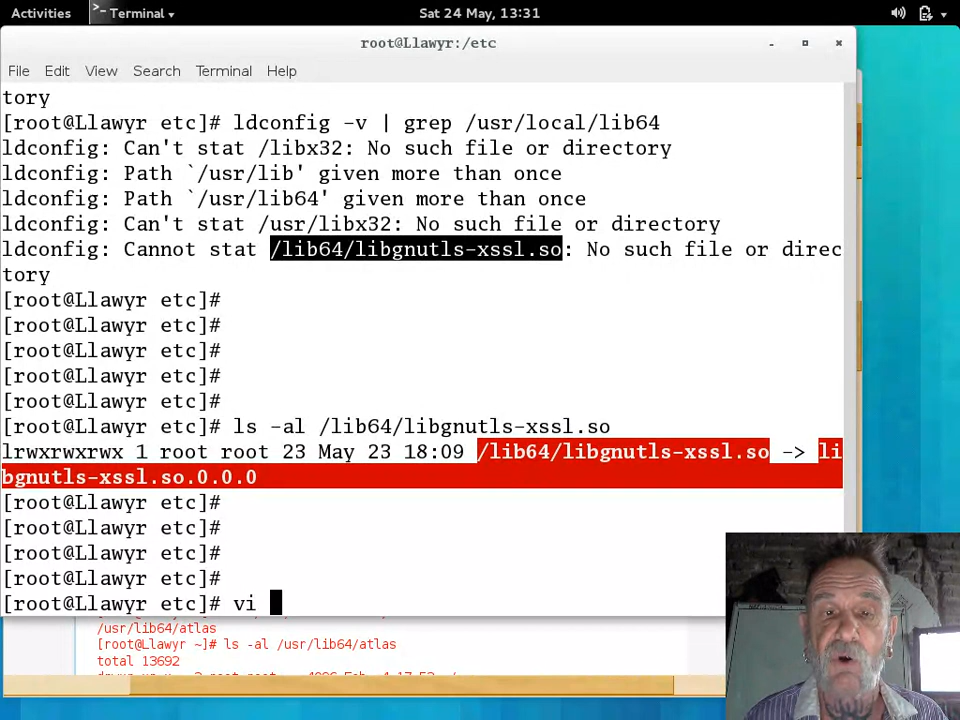 Activities
>_ Terminal
Sat 24 May, 13:31
root@Llawyr:/etc
File Edit View Search Terminal Help
tory
[root@Llawyr etc]# ldconfig -v | grep /usr/local/lib64
ldconfig: Can't stat /libx32: No such file or directory
ldconfig: Path `/usr/lib' given more than once
ldconfig: Path `/usr/lib64' given more than once
ldconfig: Can't stat /usr/libx32: No such file or directory
ldconfig: Cannot stat /lib64/libgnutls-xssl.so: No such file or direc
tory
[root@Llawyr etc]#
[root@Llawyr etc]#
[root@Llawyr etc]#
[root@Llawyr etc]#
[root@Llawyr etc]#
[root@Llawyr etc]# ls -al /lib64/libgnutls-xssl.so
lrwxrwxrwx 1 root root 23 May 23 18:09 /lib64/libgnutls-xssl.so -> li
bgnutls-xssl.so.0.0.0
[root@Llawyr etc]#
[root@Llawyr etc]#
[root@Llawyr etc]#
[root@Llawyr etc]#
[root@Llawyr etc]# vi
/usr/lib64/atlas
[root@Llawyr ~]# ls -al /usr/lib64/atlas
total 13692